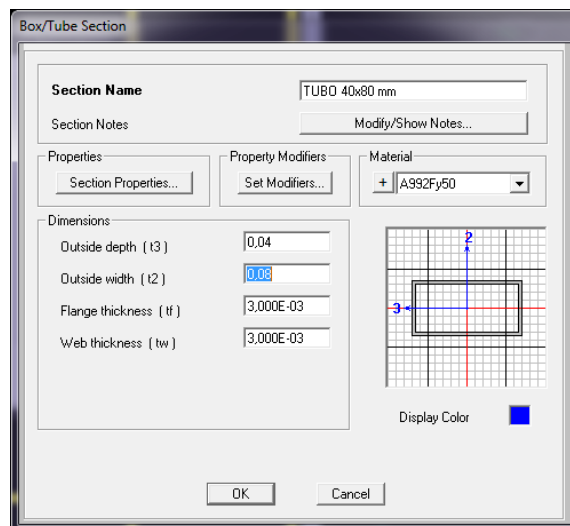 Box/Tube Section
Section Name TUBO 40x80 mm
Section Notes Modify/Show Notes...
Properties Property Modifiers Material
Section Properties... Set Modifiers... + A992Fy50
Dimensions
Outside depth ( t3 ) 0,04
Outside width ( t2 ) 0,08
Flange thickness ( tf ) 3,000E-03
Web thickness ( tw ) 3,000E-03
2
3
Display Color
OK Cancel